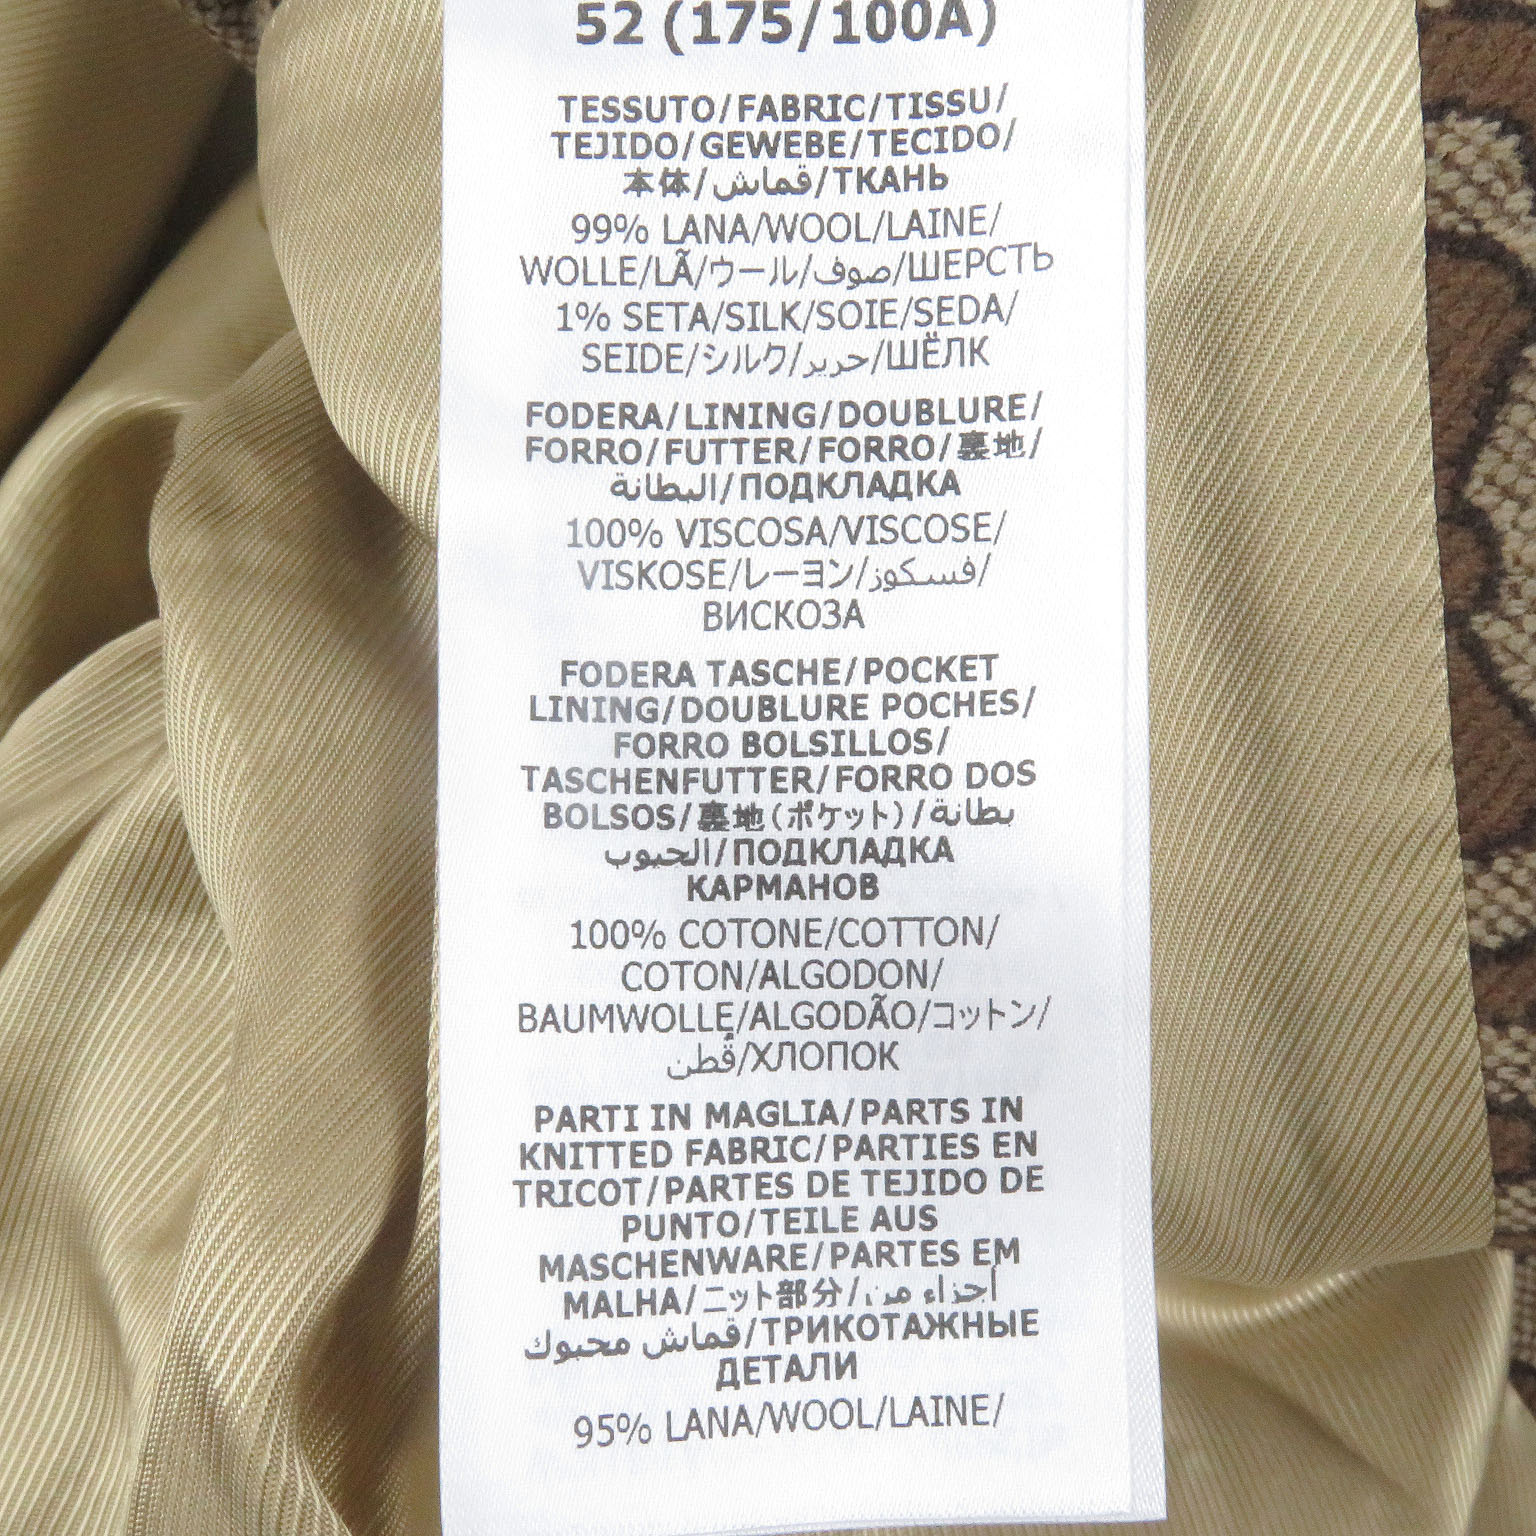 52 (175/100A)
TESSUTO/FABRIC/TISSU/
TEJIDO/GEWEBE/TECIDO/
本体/قماش/ТКАНЬ
99% LANA/WOOL/LAINE/
WOLLE/LÃ/ウール/صوف/ШЕРСТЬ
1% SETA/SILK/SOIE/SEDA/
SEIDE/シルク/حرير/ШЁЛК
FODERA/LINING/DOUBLURE/
FORRO/FUTTER/FORRO/裏地/
البطانة/ПОДКЛАДКА
100% VISCOSA/VISCOSE/
VISKOSE/レーヨン/فسكوز/
ВИСКОЗА
FODERA TASCHE/POCKET
LINING/DOUBLURE POCHES/
FORRO BOLSILLOS/
TASCHENFUTTER/FORRO DOS
BOLSOS/裏地(ポケット)/بطانة
الجيوب/ПОДКЛАДКА
КАРМАНОВ
100% COTONE/COTTON/
COTON/ALGODON/
BAUMWOLLE/ALGODÃO/コットン/
قُطن/ХЛОПОК
PARTI IN MAGLIA/PARTS IN
KNITTED FABRIC/PARTIES EN
TRICOT/PARTES DE TEJIDO DE
PUNTO/TEILE AUS
MASCHENWARE/PARTES EM
MALHA/ニット部分/أجزاء من
قماش محبوك/ТРИКОТАЖНЫЕ
ДЕТАЛИ
95% LANA/WOOL/LAINE/